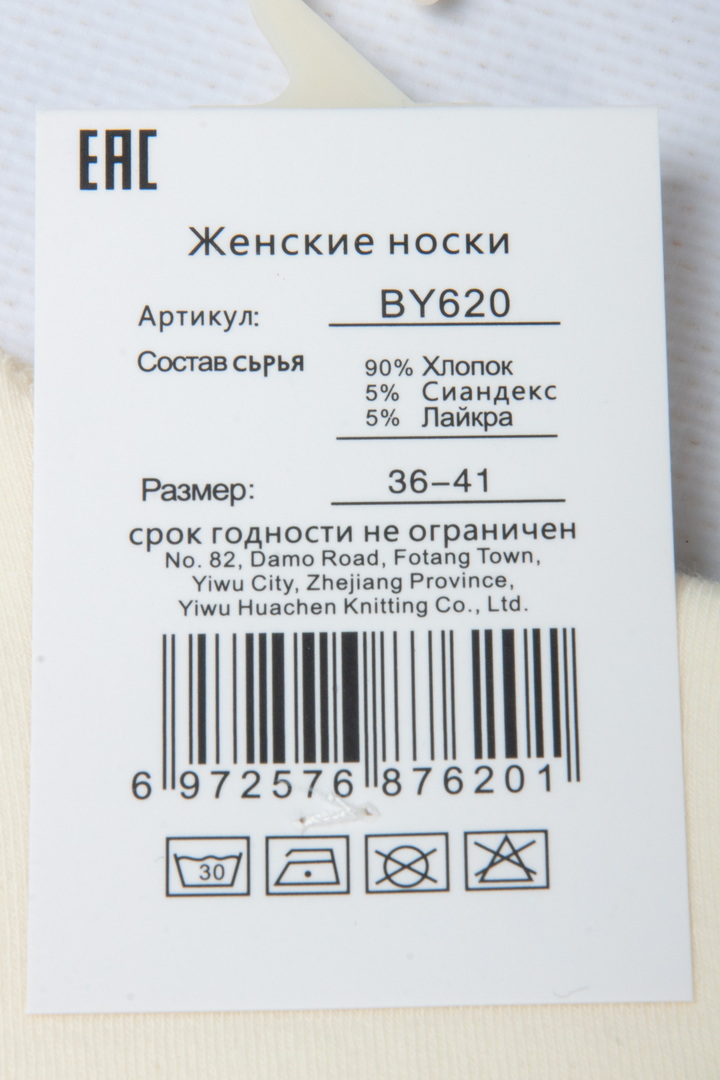 EAC
Женские носки
Артикул: BY620
Состав сырья 90% Хлопок
5% Сиандекс
5% Лайкра
Размер: 36–41
срок годности не ограничен
No. 82, Damo Road, Fotang Town,
Yiwu City, Zhejiang Province,
Yiwu Huachen Knitting Co., Ltd.
6 972576 876201
30